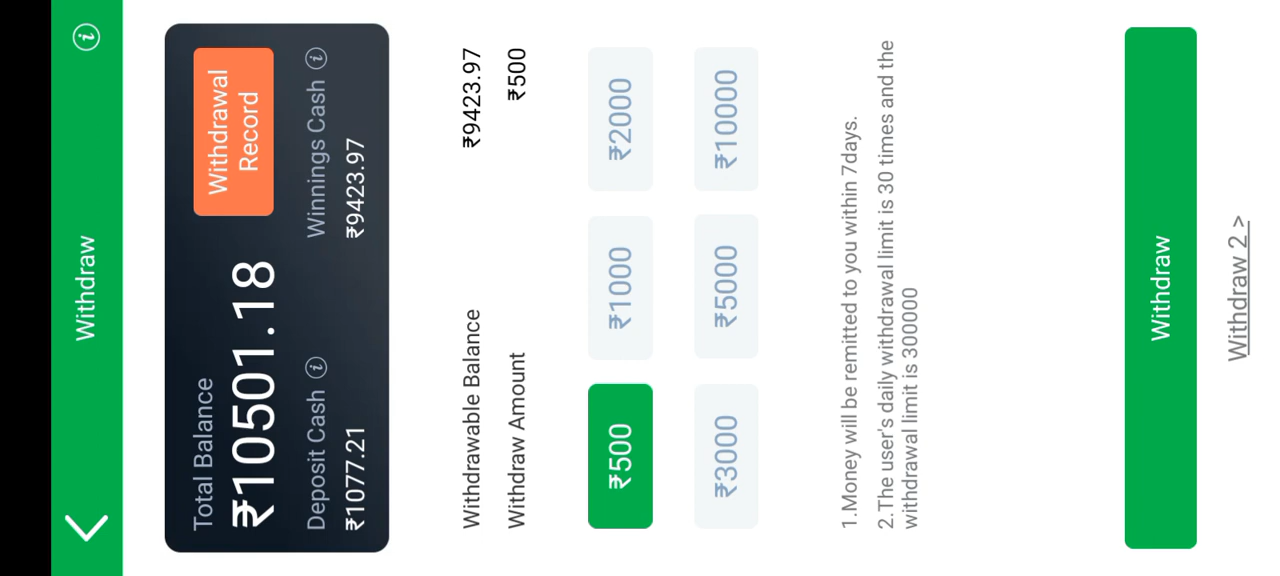 Withdraw
Total Balance
₹10501.18
Withdrawal
Record
Deposit Cash
Winnings Cash
₹1077.21
₹9423.97
Withdrawable Balance
₹9423.97
Withdraw Amount
₹500
₹500
₹1000
₹2000
₹3000
₹5000
₹10000
1.Money will be remitted to you within 7days.
2.The user's daily withdrawal limit is 30 times and the
withdrawal limit is 300000
Withdraw
Withdraw 2 >